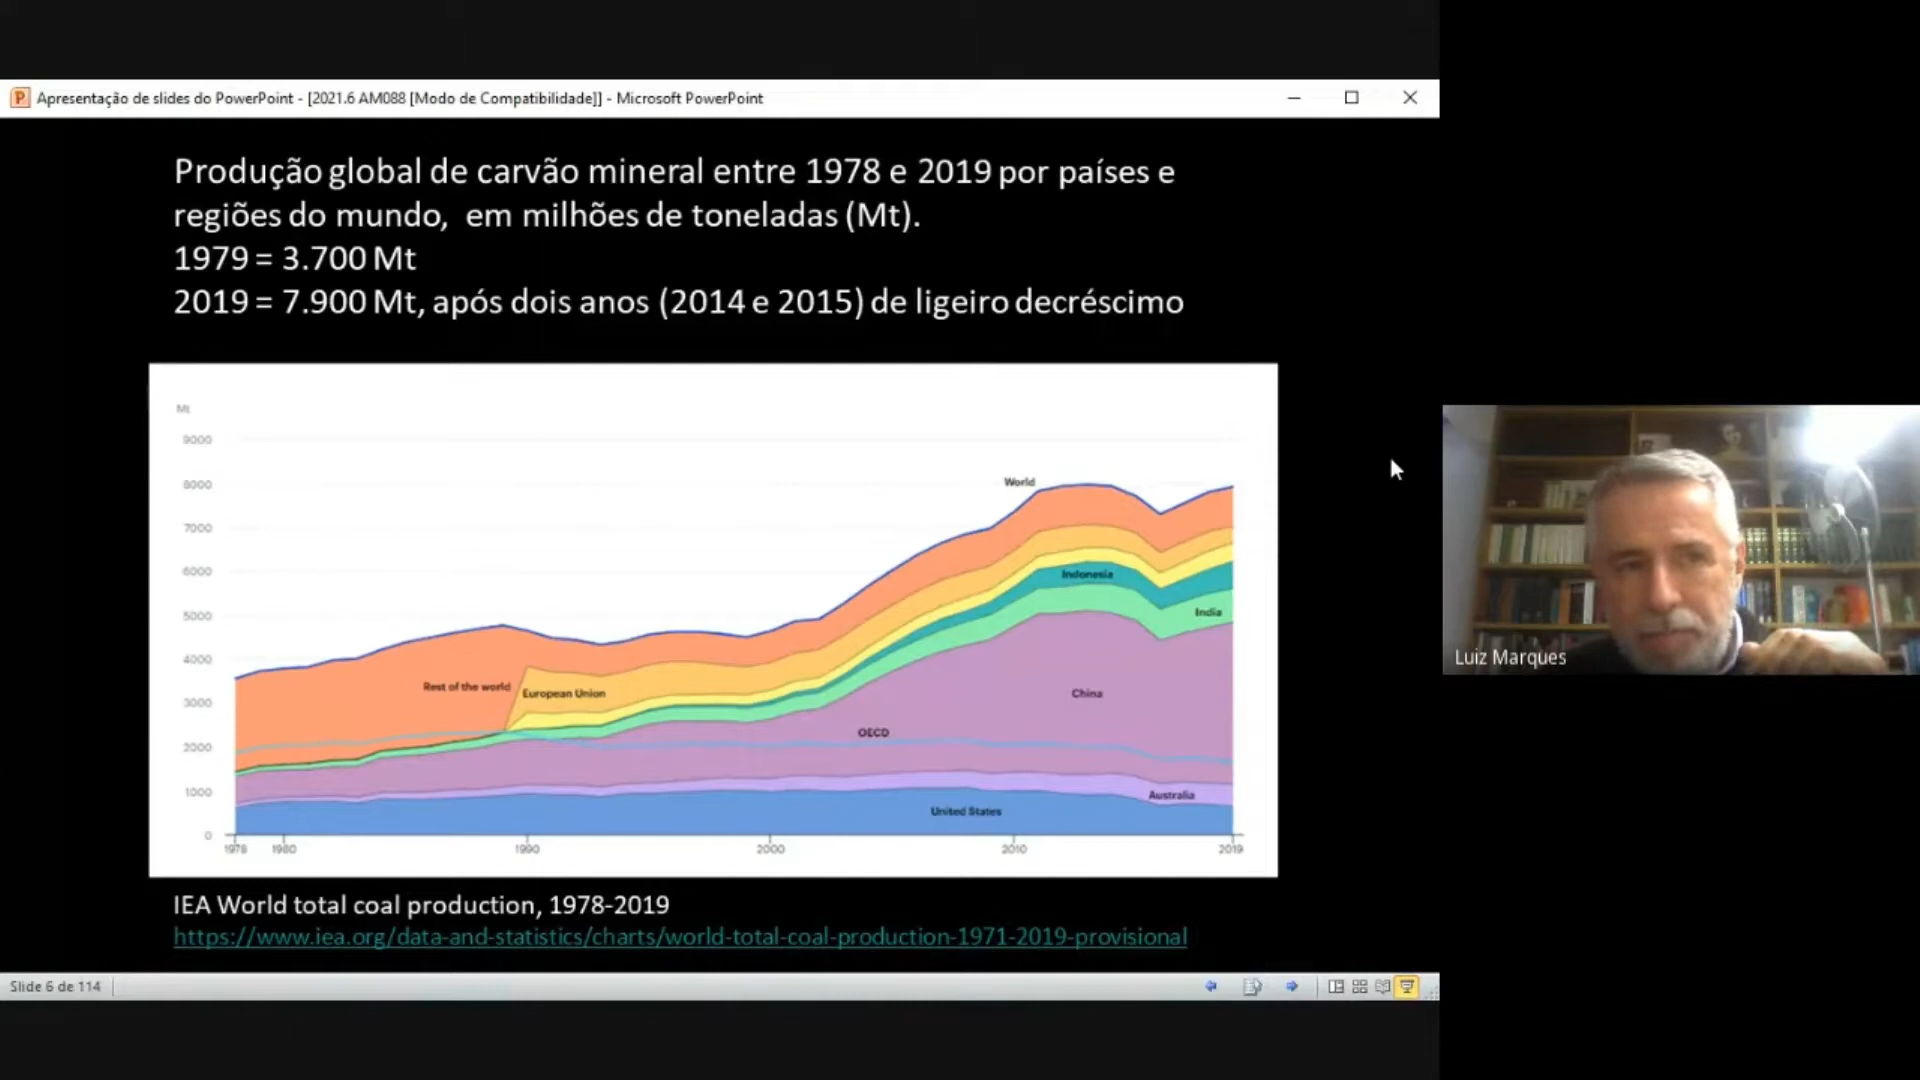 Apresentação de slides do PowerPoint - [2021.6 AM088 [Modo de Compatibilidade]] - Microsoft PowerPoint
Produção global de carvão mineral entre 1978 e 2019 por países e
regiões do mundo, em milhões de toneladas (Mt).
1979 = 3.700 Mt
2019 = 7.900 Mt, após dois anos (2014 e 2015) de ligeiro decréscimo
Mt
9000
8000
7000
6000
5000
4000
3000
2000
1000
0
World
Indonesia
India
Rest of the world
European Union
China
OECD
Australia
United States
1978 1980 1990 2000 2010 2019
IEA World total coal production, 1978-2019
https://www.iea.org/data-and-statistics/charts/world-total-coal-production-1971-2019-provisional
Slide 6 de 114
Luiz Marques